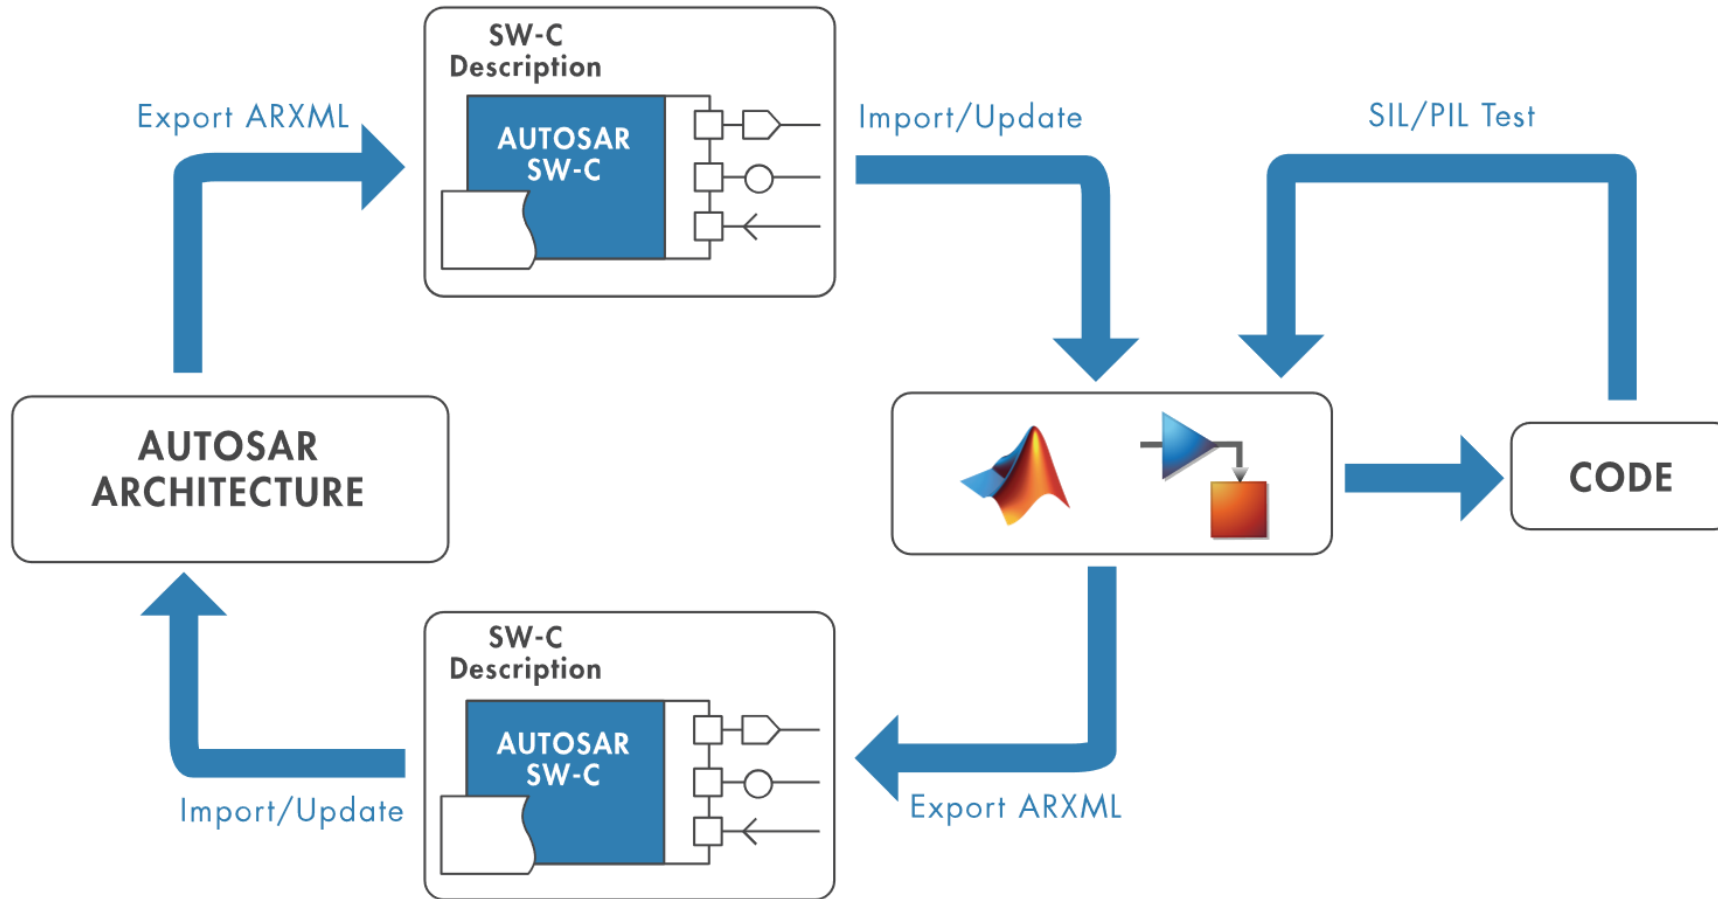 SW-C
Description
AUTOSAR
SW-C
Export ARXML
Import/Update
SIL/PIL Test
AUTOSAR
ARCHITECTURE
CODE
SW-C
Description
AUTOSAR
SW-C
Import/Update
Export ARXML